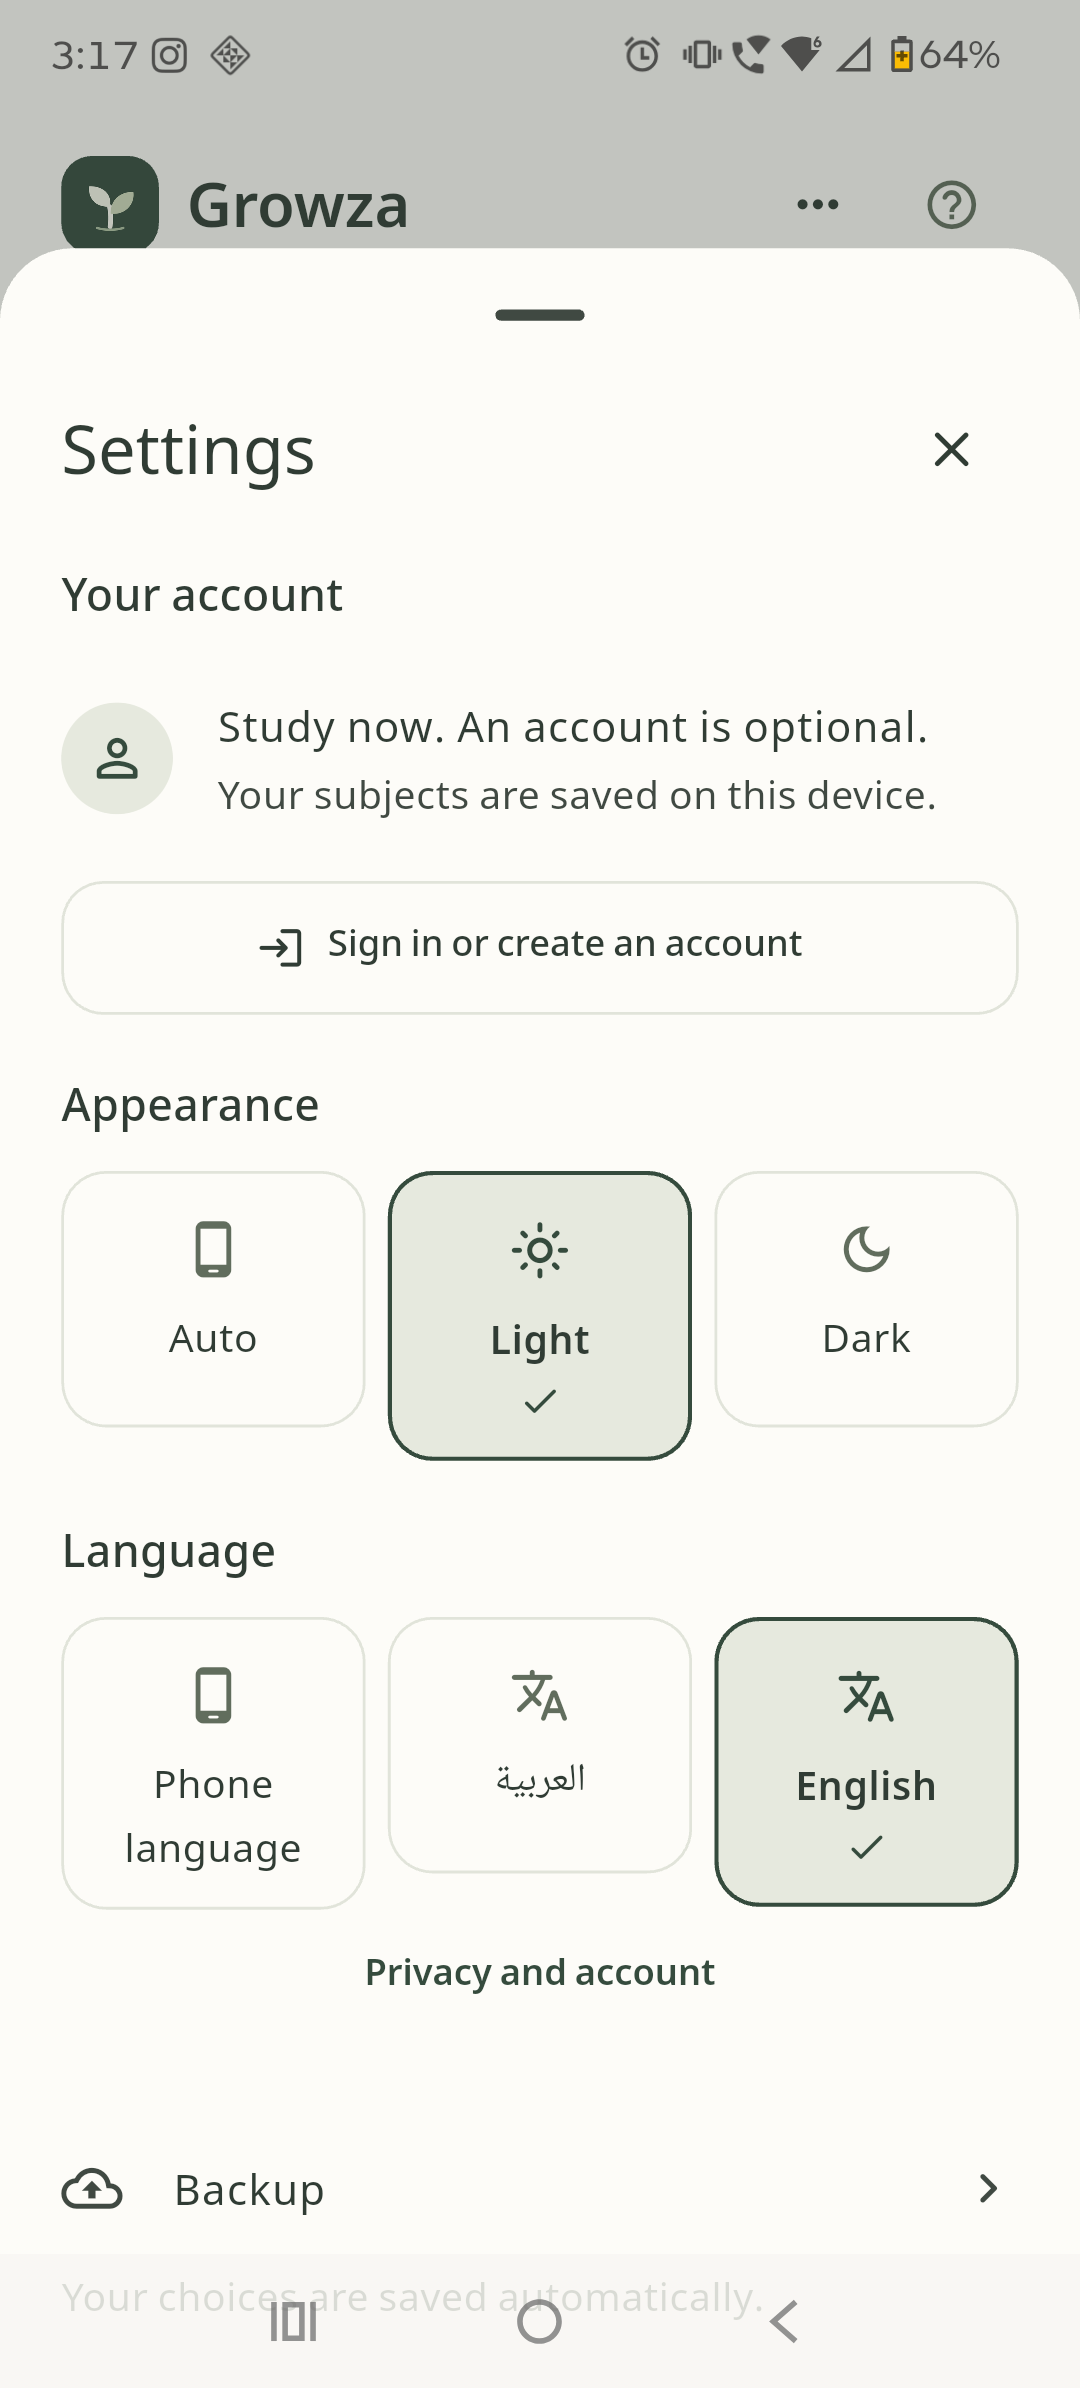 3:17
6
64%
Growza
Settings
Your account
Study now. An account is optional.
Your subjects are saved on this device.
Sign in or create an account
Appearance
Auto
Light
Dark
Language
Phone
language
العربية
English
Privacy and account
Backup
Your choices are saved automatically.